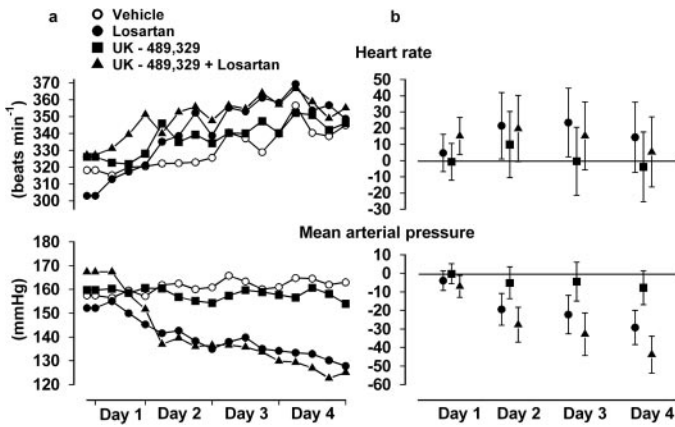 a
b
Vehicle
Losartan
UK - 489,329
UK - 489,329 + Losartan
Heart rate
(beats min⁻¹)
370
360
350
340
330
320
310
300
50
40
30
20
10
0
-10
-20
-30
Mean arterial pressure
(mmHg)
180
170
160
150
140
130
120
10
0
-10
-20
-30
-40
-50
-60
Day 1 Day 2 Day 3 Day 4
Day 1 Day 2 Day 3 Day 4